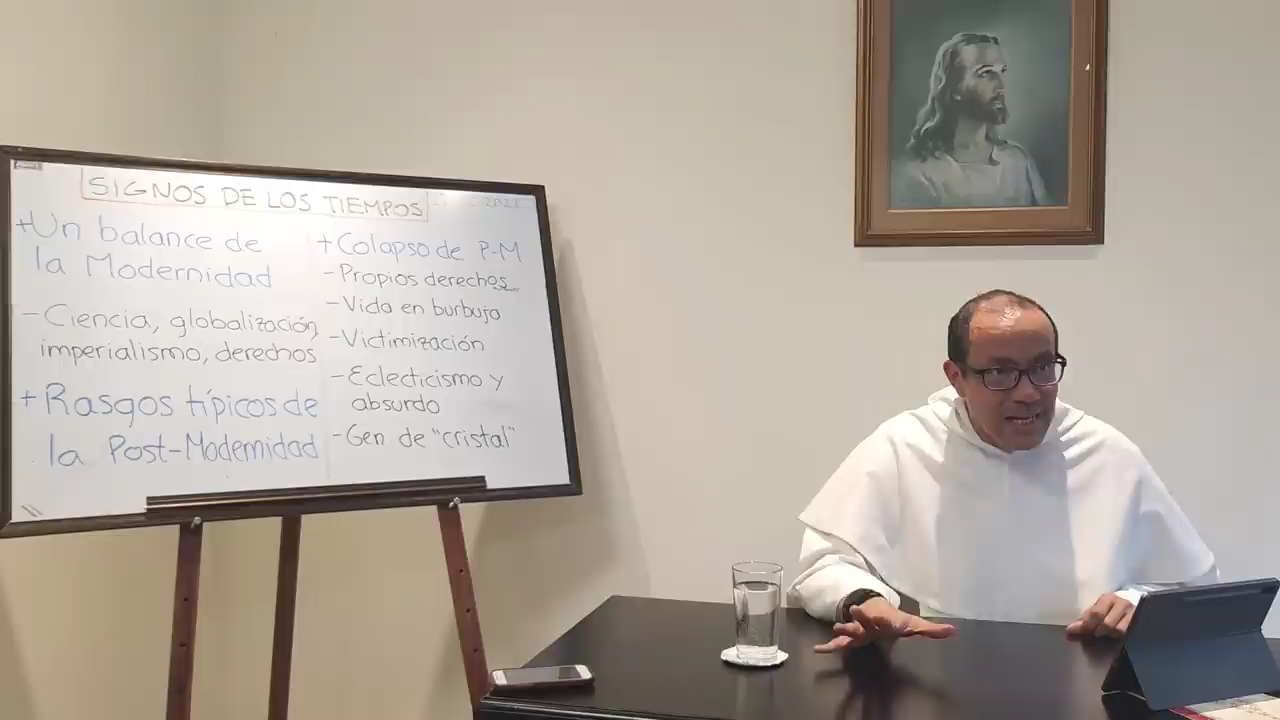 SIGNOS DE LOS TIEMPOS
+Un balance de
la Modernidad
-Ciencia, globalización,
imperialismo, derechos
+Rasgos típicos de
la Post-Modernidad
+Colapso de P-M
-Propios derechos...
-Vida en burbuja
-Victimización
-Eclecticismo y
absurdo
-Gen de "cristal"